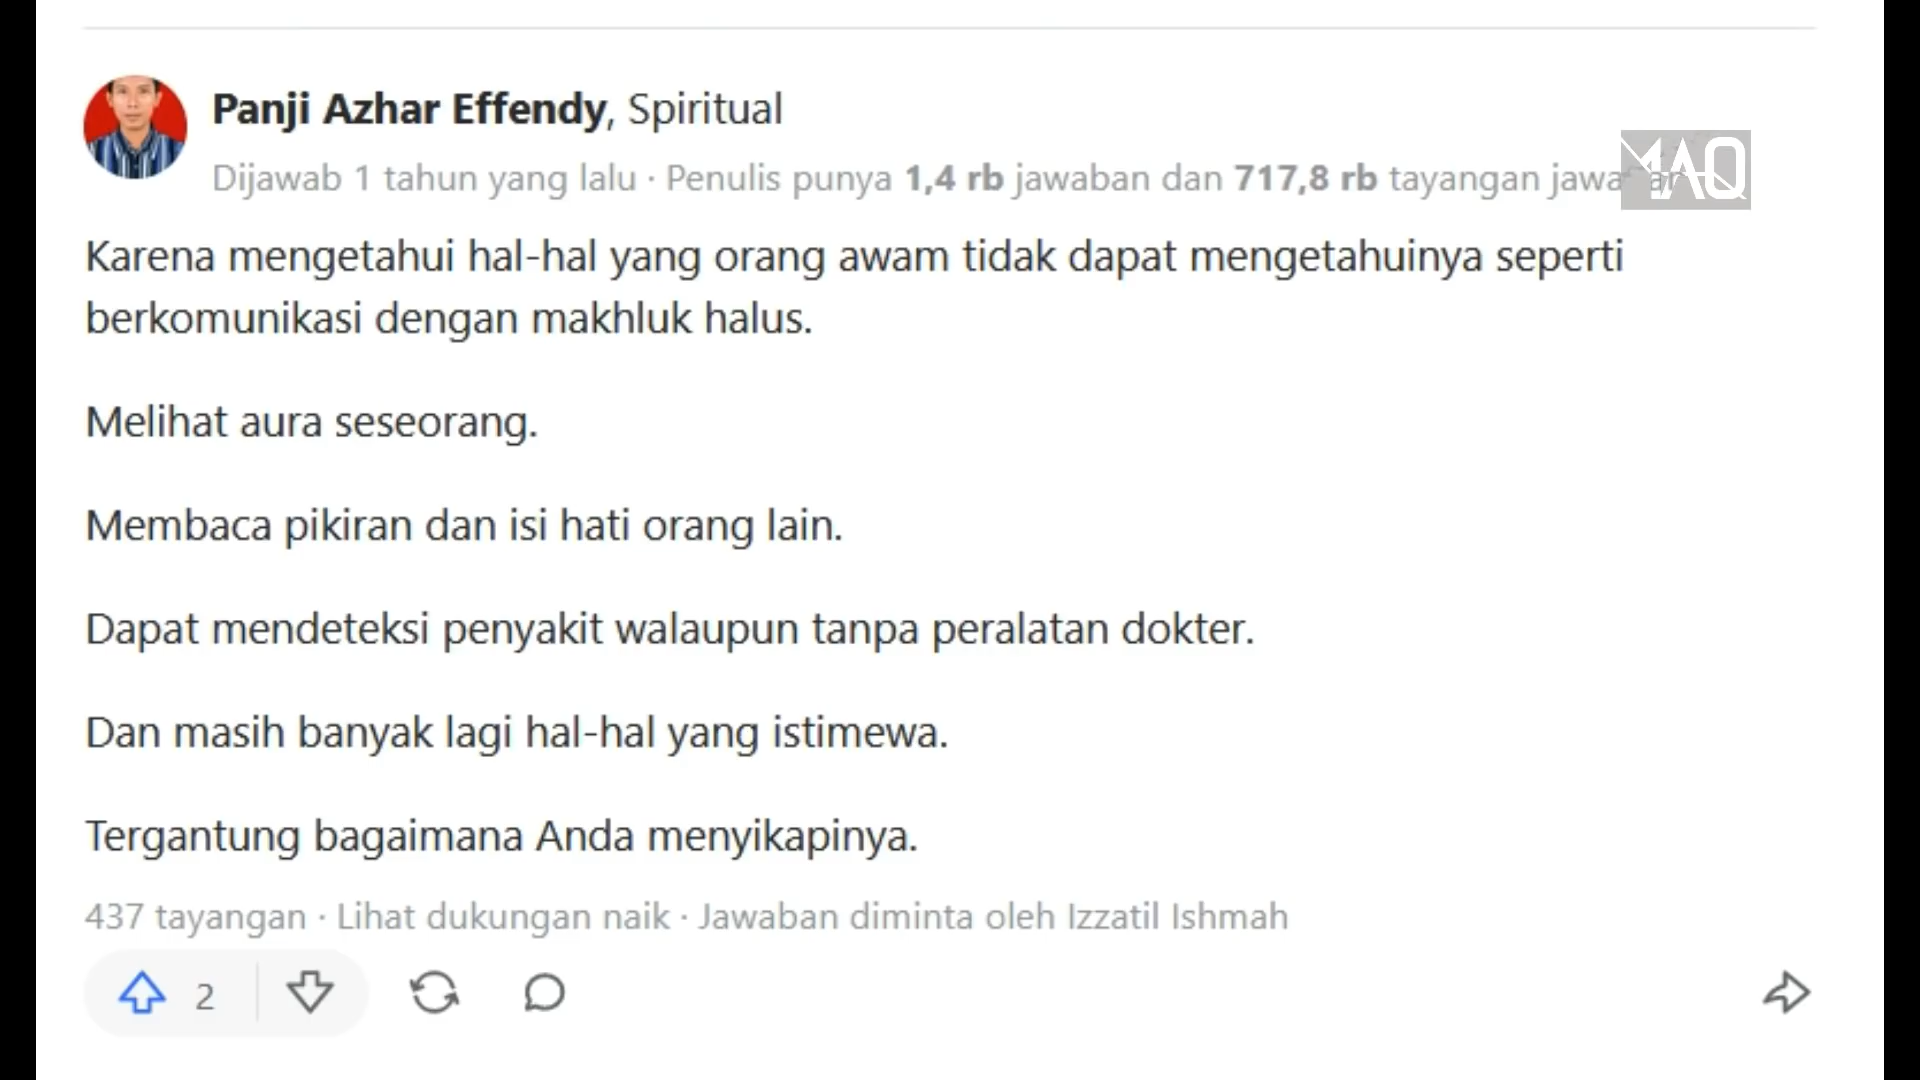 Panji Azhar Effendy, Spiritual
Dijawab 1 tahun yang lalu · Penulis punya 1,4 rb jawaban dan 717,8 rb tayangan
MAQ
Karena mengetahui hal-hal yang orang awam tidak dapat mengetahuinya seperti
berkomunikasi dengan makhluk halus.
Melihat aura seseorang.
Membaca pikiran dan isi hati orang lain.
Dapat mendeteksi penyakit walaupun tanpa peralatan dokter.
Dan masih banyak lagi hal-hal yang istimewa.
Tergantung bagaimana Anda menyikapinya.
437 tayangan · Lihat dukungan naik · Jawaban diminta oleh Izzatil Ishmah
2